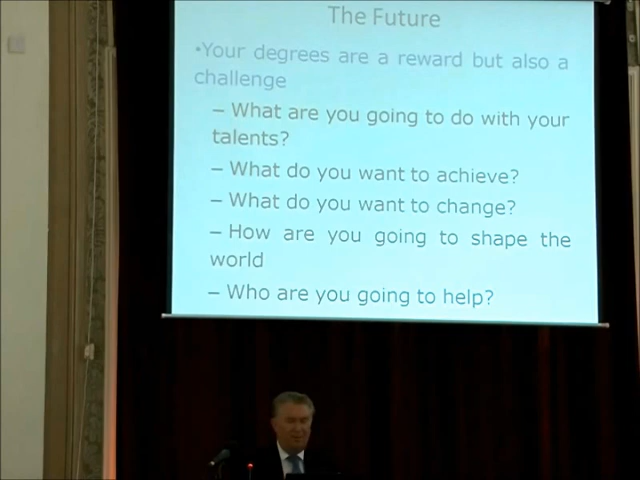 The Future
•Your degrees are a reward but also a
challenge
– What are you going to do with your
talents?
– What do you want to achieve?
– What do you want to change?
– How are you going to shape the
world
– Who are you going to help?